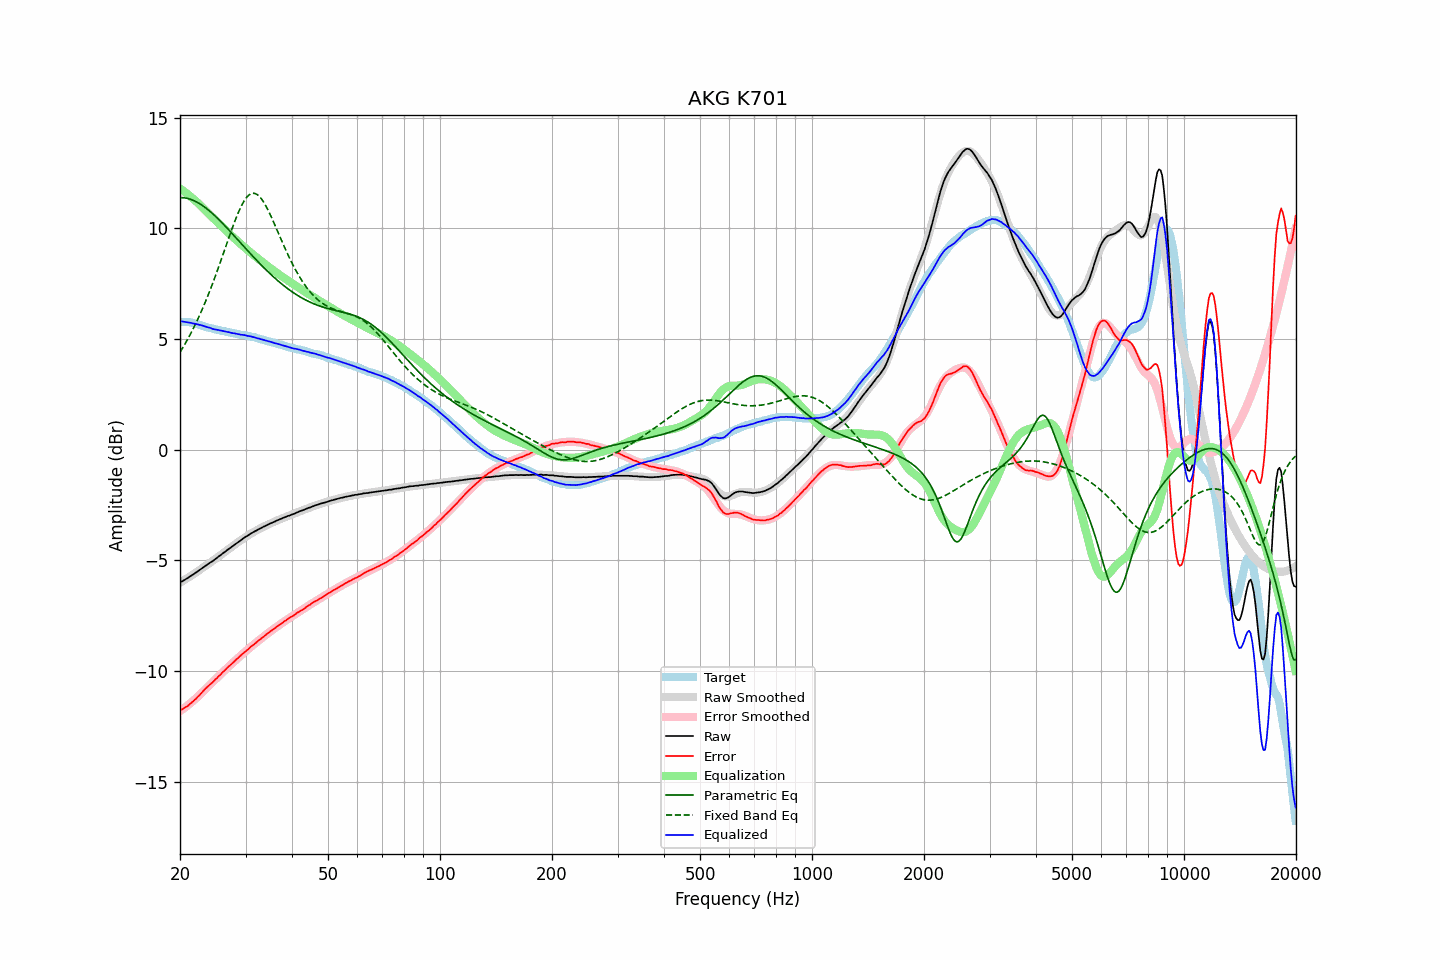 AKG K701
Amplitude (dBr)
15
10
5
0
−5
−10
−15
20
50
100
200
500
1000
2000
5000
10000
20000
Frequency (Hz)
Target
Raw Smoothed
Error Smoothed
Raw
Error
Equalization
Parametric Eq
Fixed Band Eq
Equalized